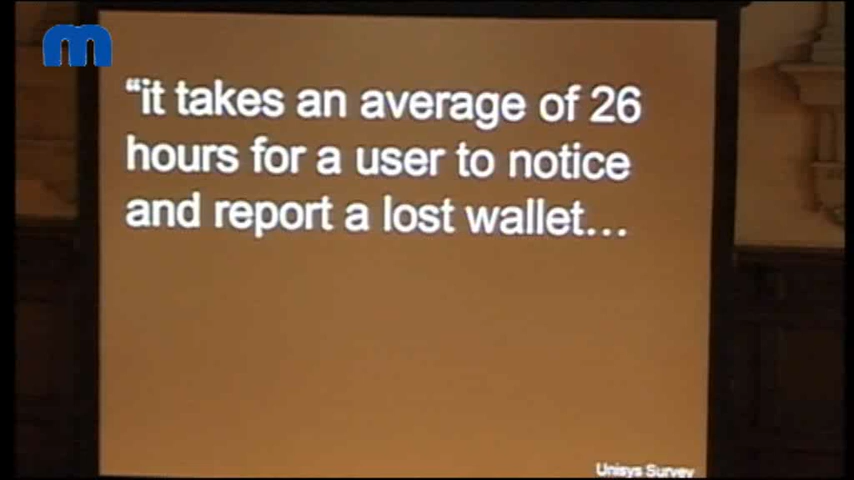 m
“it takes an average of 26
hours for a user to notice
and report a lost wallet…
Unisys Survey